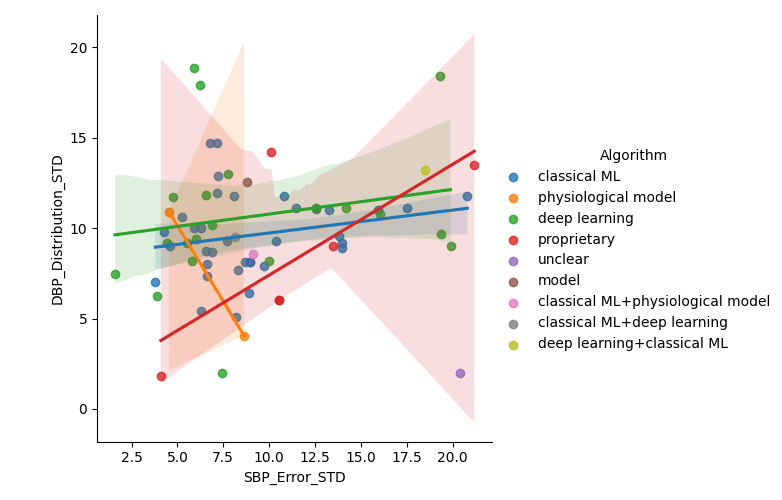 20
15
10
5
0
DBP_Distribution_STD
2.5 5.0 7.5 10.0 12.5 15.0 17.5 20.0
SBP_Error_STD
Algorithm
classical ML
physiological model
deep learning
proprietary
unclear
model
classical ML+physiological model
classical ML+deep learning
deep learning+classical ML